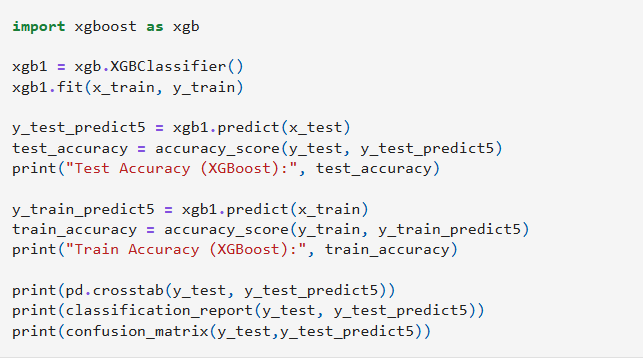 import xgboost as xgb
xgb1 = xgb.XGBClassifier()
xgb1.fit(x_train, y_train)
y_test_predict5 = xgb1.predict(x_test)
test_accuracy = accuracy_score(y_test, y_test_predict5)
print("Test Accuracy (XGBoost):", test_accuracy)
y_train_predict5 = xgb1.predict(x_train)
train_accuracy = accuracy_score(y_train, y_train_predict5)
print("Train Accuracy (XGBoost):", train_accuracy)
print(pd.crosstab(y_test, y_test_predict5))
print(classification_report(y_test, y_test_predict5))
print(confusion_matrix(y_test,y_test_predict5))